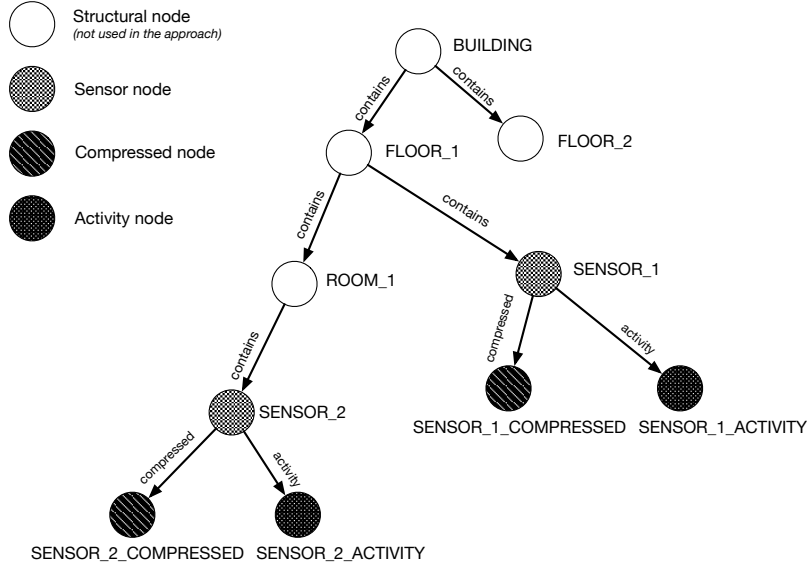 Structural node
(not used in the approach)
Sensor node
Compressed node
Activity node
BUILDING
contains
contains
FLOOR_1
FLOOR_2
contains
contains
ROOM_1
SENSOR_1
contains
compressed
activity
SENSOR_2
SENSOR_1_COMPRESSED
SENSOR_1_ACTIVITY
compressed
activity
SENSOR_2_COMPRESSED
SENSOR_2_ACTIVITY